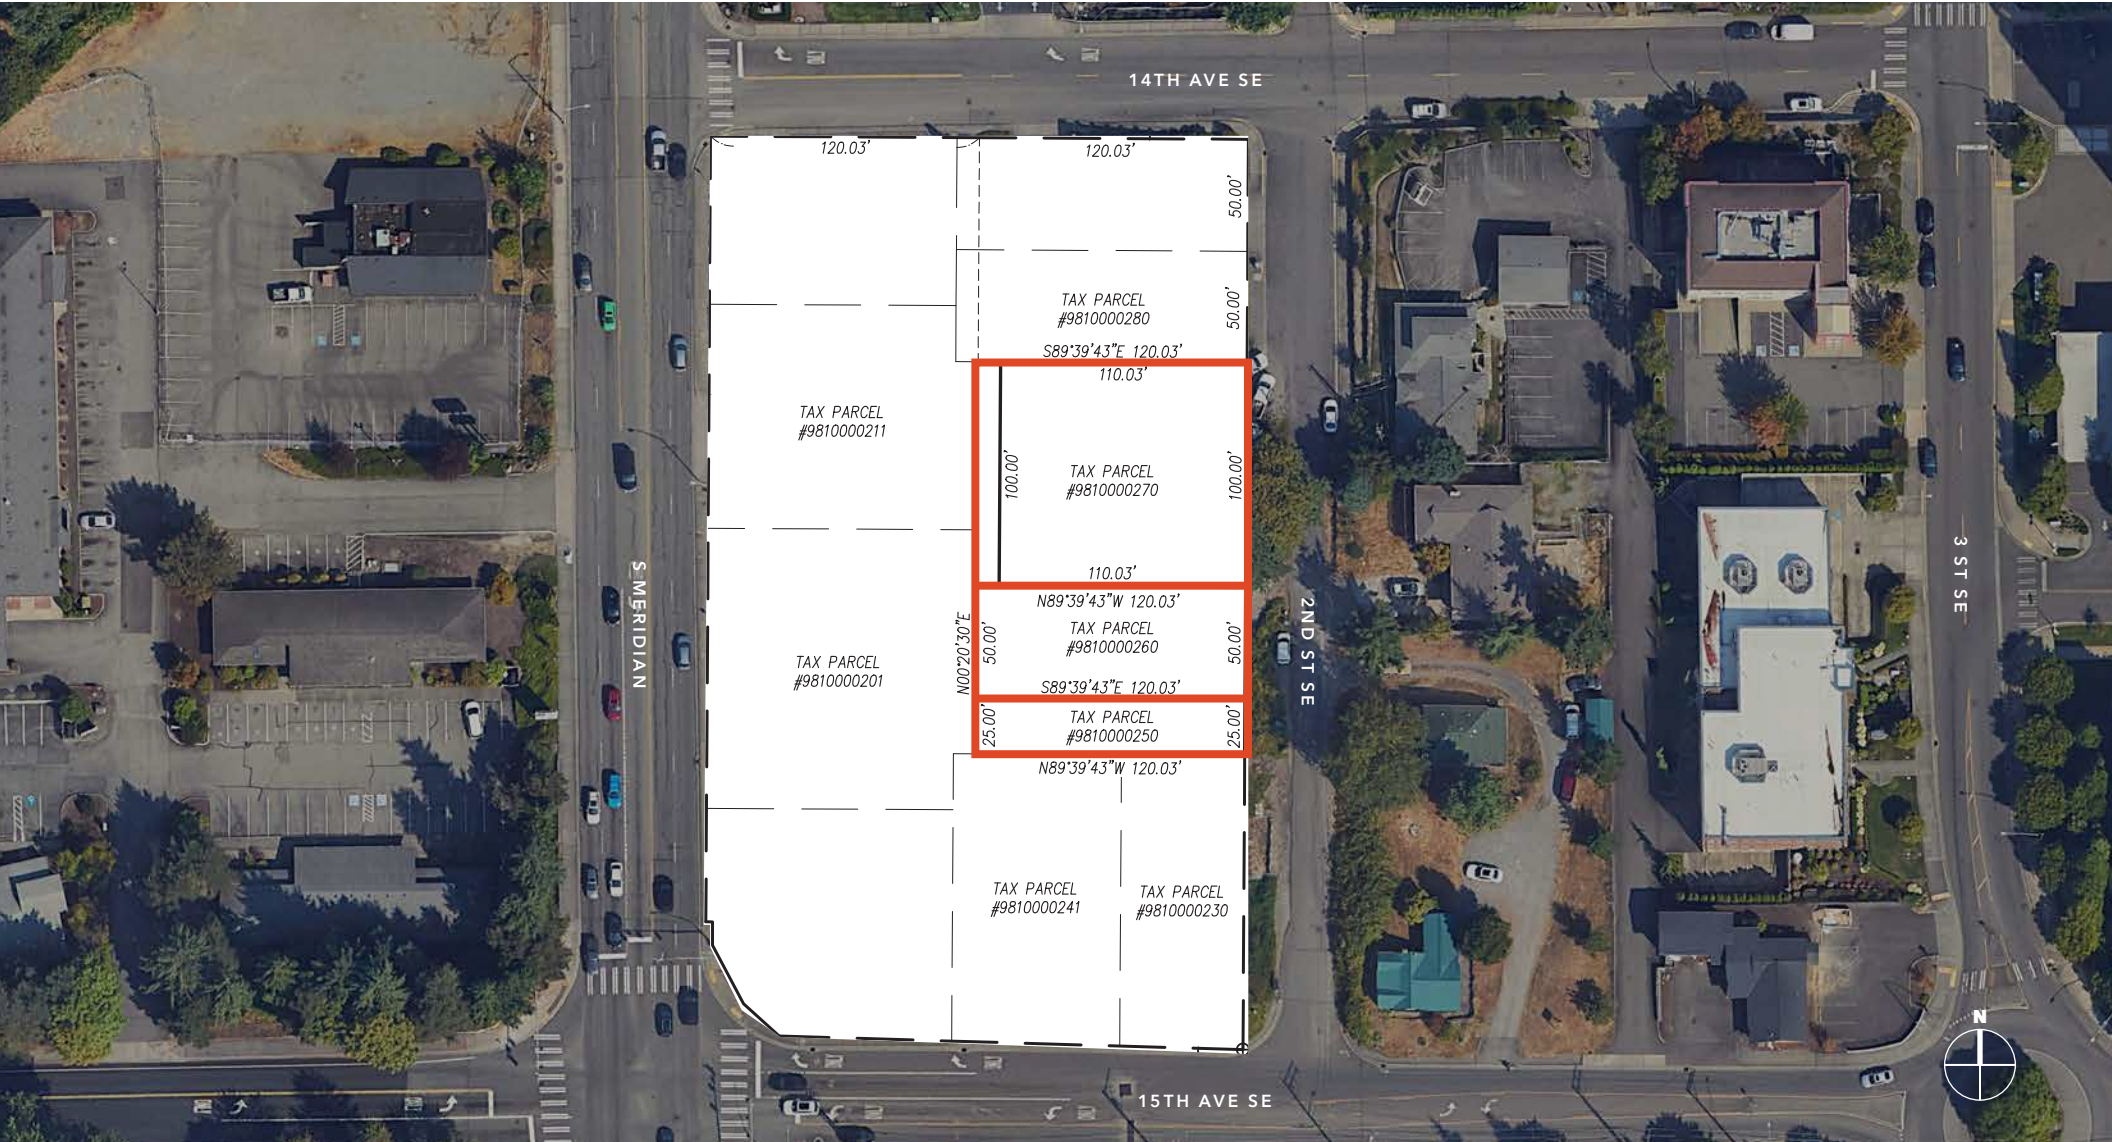 14TH AVE SE
120.03'
120.03'
50.00'
50.00'
TAX PARCEL
#9810000280
S89°39'43"E 120.03'
110.03'
TAX PARCEL
#9810000211
100.00'
TAX PARCEL
#9810000270
100.00'
110.03'
N89°39'43"W 120.03'
N00°20'30"E
50.00'
TAX PARCEL
#9810000260
50.00'
S89°39'43"E 120.03'
TAX PARCEL
#9810000201
25.00'
TAX PARCEL
#9810000250
25.00'
N89°39'43"W 120.03'
TAX PARCEL
#9810000241
TAX PARCEL
#9810000230
S MERIDIAN
2ND ST SE
3 ST SE
N
15TH AVE SE